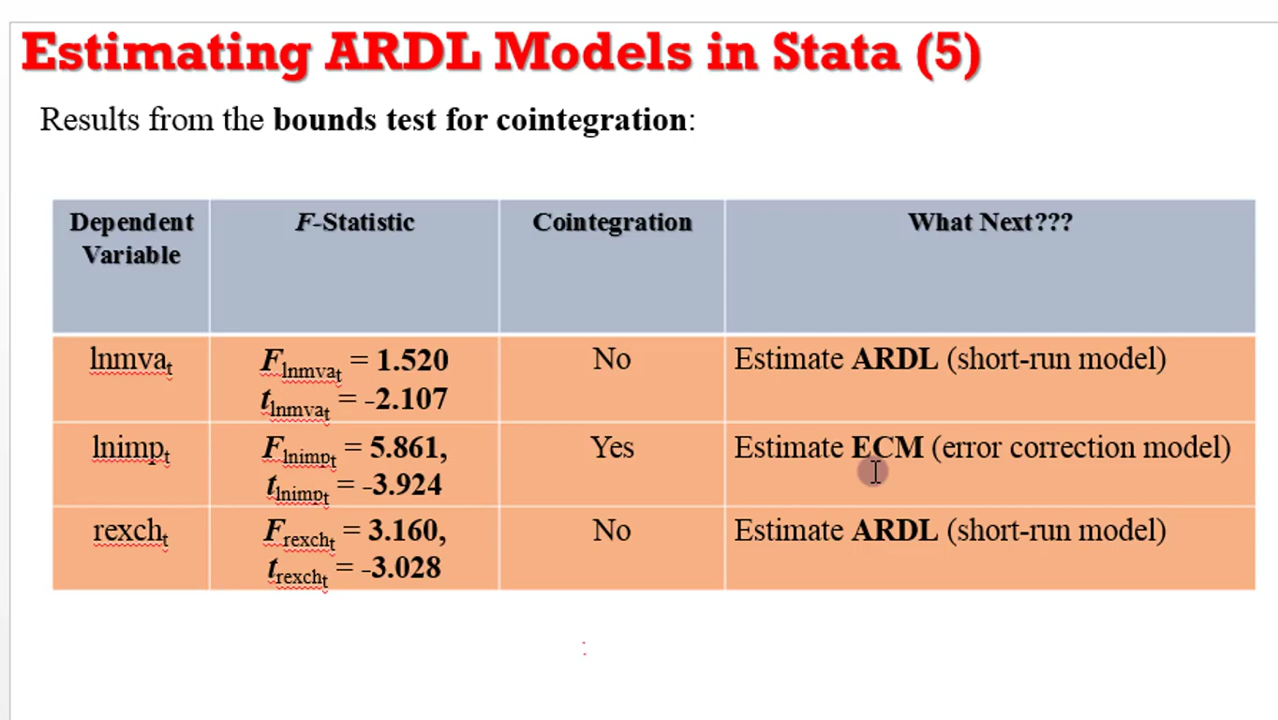 Estimating ARDL Models in Stata (5)
Results from the bounds test for cointegration:
Dependent Variable
F-Statistic
Cointegration
What Next???
lnmvaₜ
Flnmvaₜ = 1.520
tlnmvaₜ = -2.107
No
Estimate ARDL (short-run model)
lnimpₜ
Flnimpₜ = 5.861,
tlnimpₜ = -3.924
Yes
Estimate ECM (error correction model)
rexchₜ
Frexchₜ = 3.160,
trexchₜ = -3.028
No
Estimate ARDL (short-run model)
: